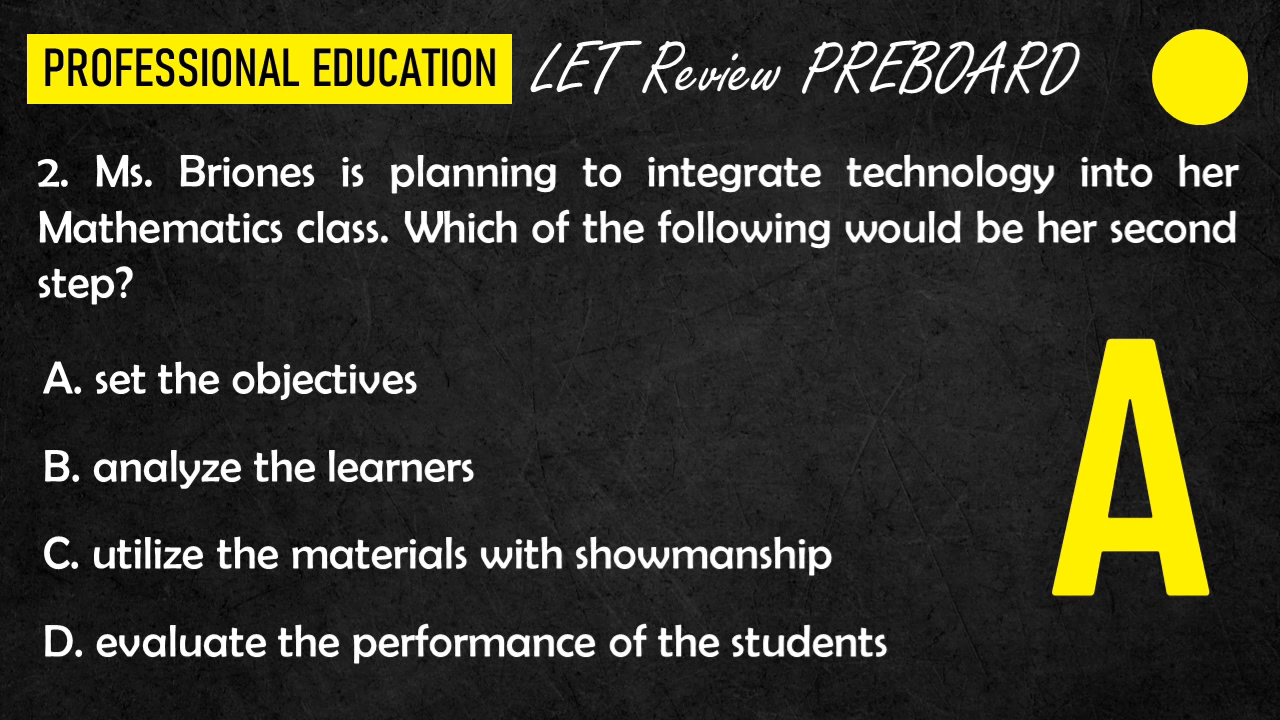 PROFESSIONAL EDUCATION LET Review PREBOARD
2. Ms. Briones is planning to integrate technology into her
Mathematics class. Which of the following would be her second
step?
A. set the objectives
B. analyze the learners
C. utilize the materials with showmanship
D. evaluate the performance of the students
A